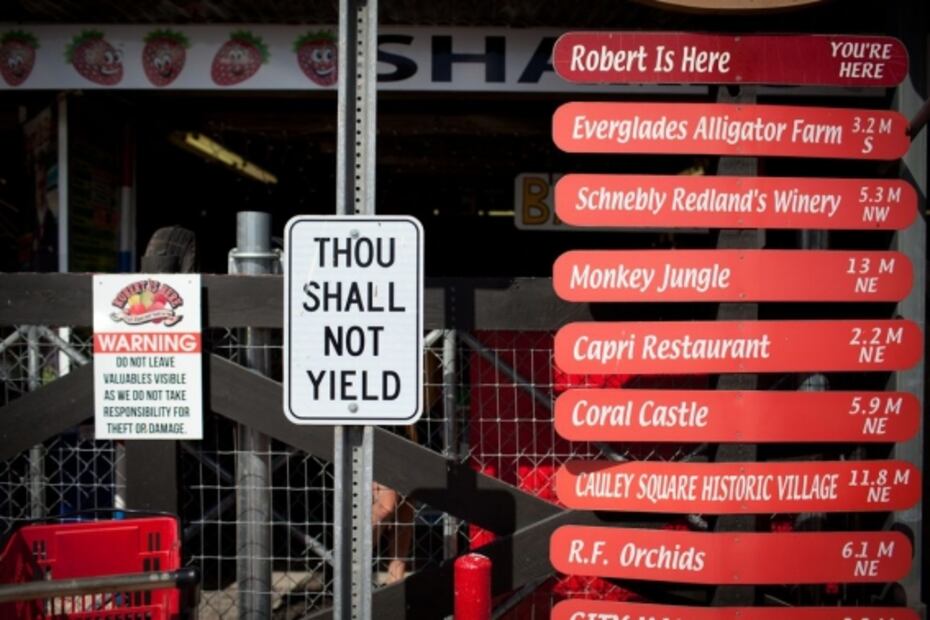 SHA
Robert Is Here YOU'RE HERE
Everglades Alligator Farm 3.2 M S
Schnebly Redland's Winery 5.3 M NW
Monkey Jungle 13 M NE
Capri Restaurant 2.2 M NE
Coral Castle 5.9 M NE
CAULEY SQUARE HISTORIC VILLAGE 11.8 M NE
R.F. Orchids 6.1 M NE
THOU
SHALL
NOT
YIELD
ROBERT IS HERE
WARNING
DO NOT LEAVE
VALUABLES VISIBLE
AS WE DO NOT TAKE
RESPONSIBILITY FOR
THEFT OR DAMAGE.